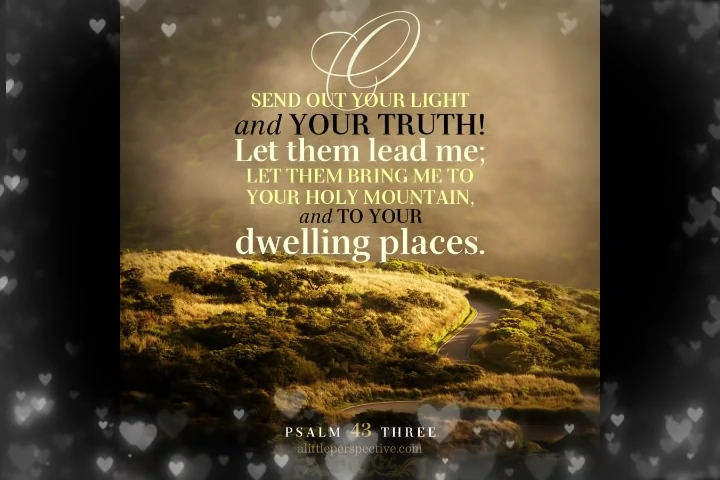 O
SEND OUT YOUR LIGHT
and YOUR TRUTH!
Let them lead me;
LET THEM BRING ME TO
YOUR HOLY MOUNTAIN,
and TO YOUR
dwelling places.
PSALM 43 THREE
alittleperspective.com